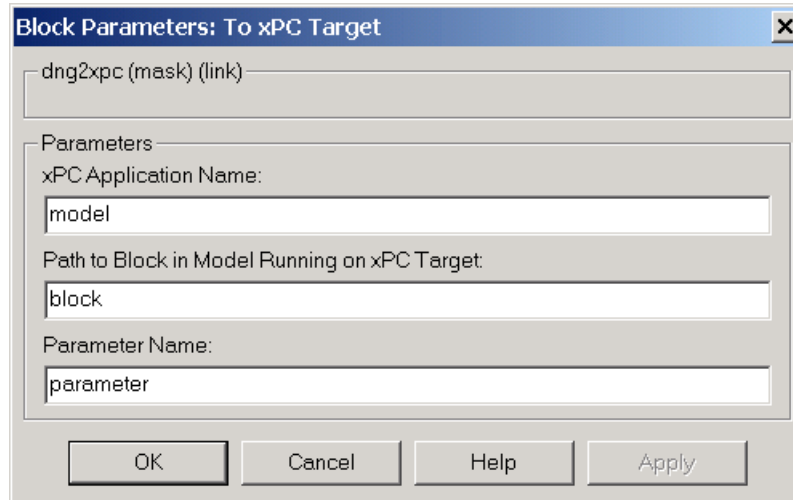 Block Parameters: To xPC Target
dng2xpc (mask) (link)
Parameters
xPC Application Name:
model
Path to Block in Model Running on xPC Target:
block
Parameter Name:
parameter
OK Cancel Help Apply